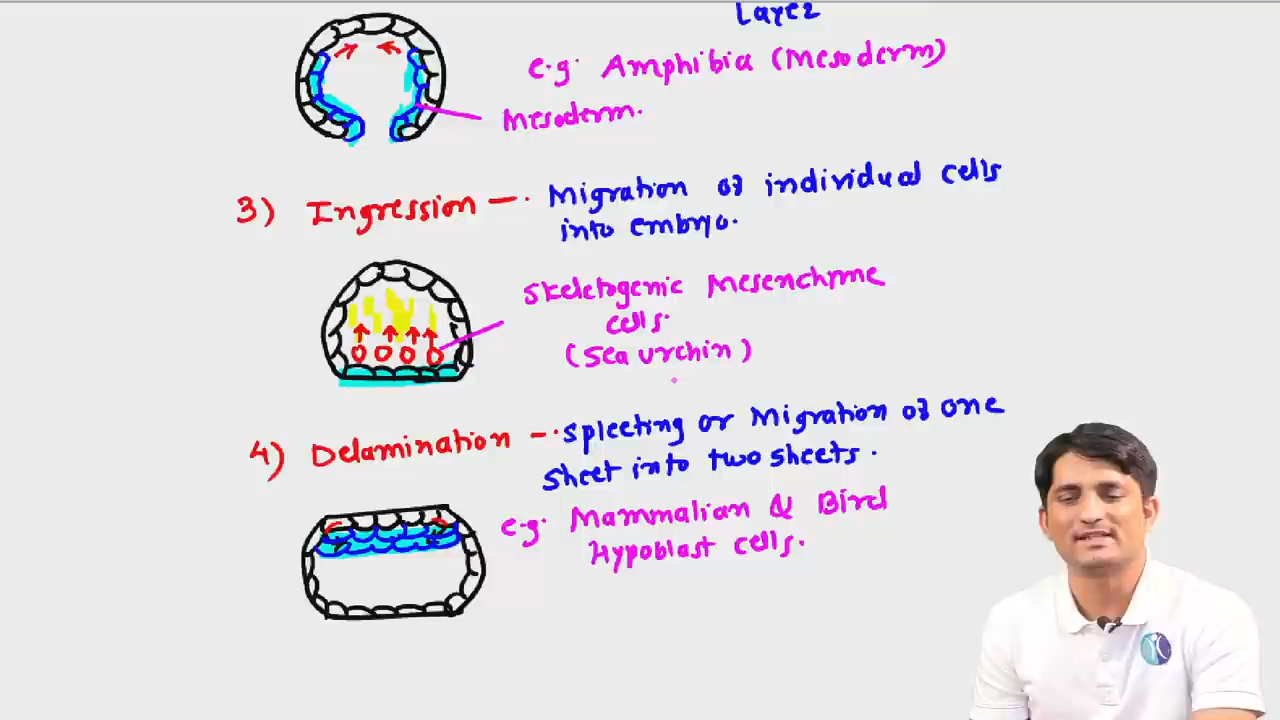 Layer
e.g. Amphibia (Mesoderm)
Mesoderm.
3) Ingression — . Migration of individual cells
into embryo.
Skeletogenic Mesenchyme
cells.
(Sea urchin)
4) Delamination – . Spleeting or Migration of one
sheet into two sheets.
e.g. Mammalian & Bird
Hypoblast cells.